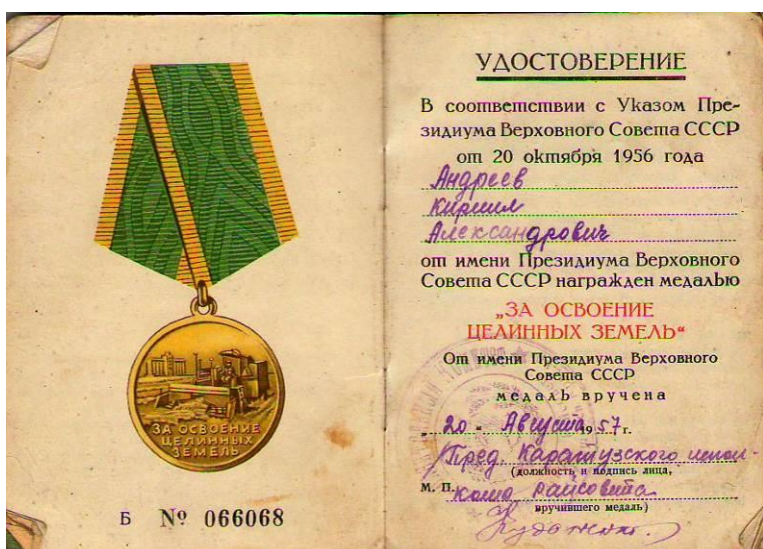 ЗА ОСВОЕНИЕ
ЦЕЛИННЫХ
ЗЕМЕЛЬ
Б № 066068
УДОСТОВЕРЕНИЕ
В соответствии с Указом Пре-
зидиума Верховного Совета СССР
от 20 октября 1956 года
Андреев
Кирилл
Александрович
от имени Президиума Верховного
Совета СССР награжден медалью
„ЗА ОСВОЕНИЕ
ЦЕЛИННЫХ ЗЕМЕЛЬ“
От имени Президиума Верховного
Совета СССР
медаль вручена
„20“ Августа 1957 г.
Пред. Каратузского испол-
(должность и подпись лица,
М. П. кома райсовета
вручившего медаль)